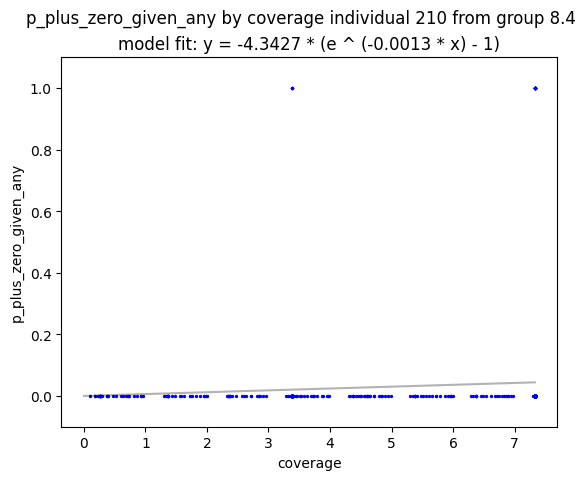 p_plus_zero_given_any by coverage individual 210 from group 8.4
model fit: y = -4.3427 * (e ^ (-0.0013 * x) - 1)
1.0
0.8
0.6
0.4
0.2
0.0
p_plus_zero_given_any
0 1 2 3 4 5 6 7
coverage